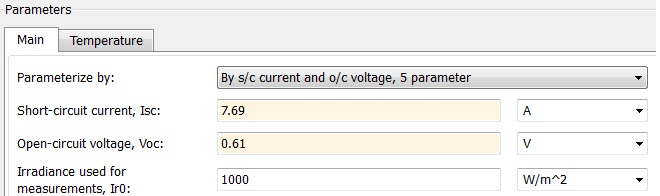 Parameters
Main Temperature
Parameterize by: By s/c current and o/c voltage, 5 parameter
Short-circuit current, Isc: 7.69 A
Open-circuit voltage, Voc: 0.61 V
Irradiance used for
measurements, Ir0: 1000 W/m^2